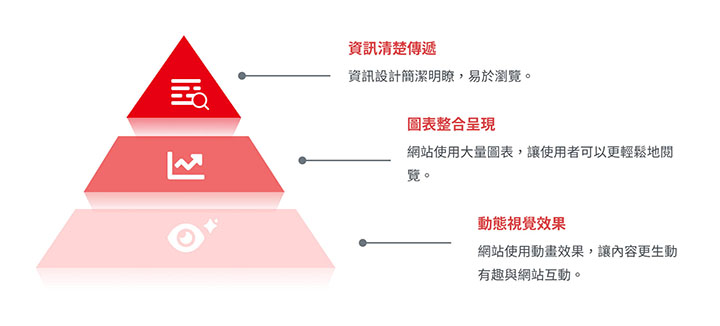 資訊清楚傳遞
資訊設計簡潔明瞭，易於瀏覽。
圖表整合呈現
網站使用大量圖表，讓使用者可以更輕鬆地閱
覽。
動態視覺效果
網站使用動畫效果，讓內容更生動
有趣與網站互動。